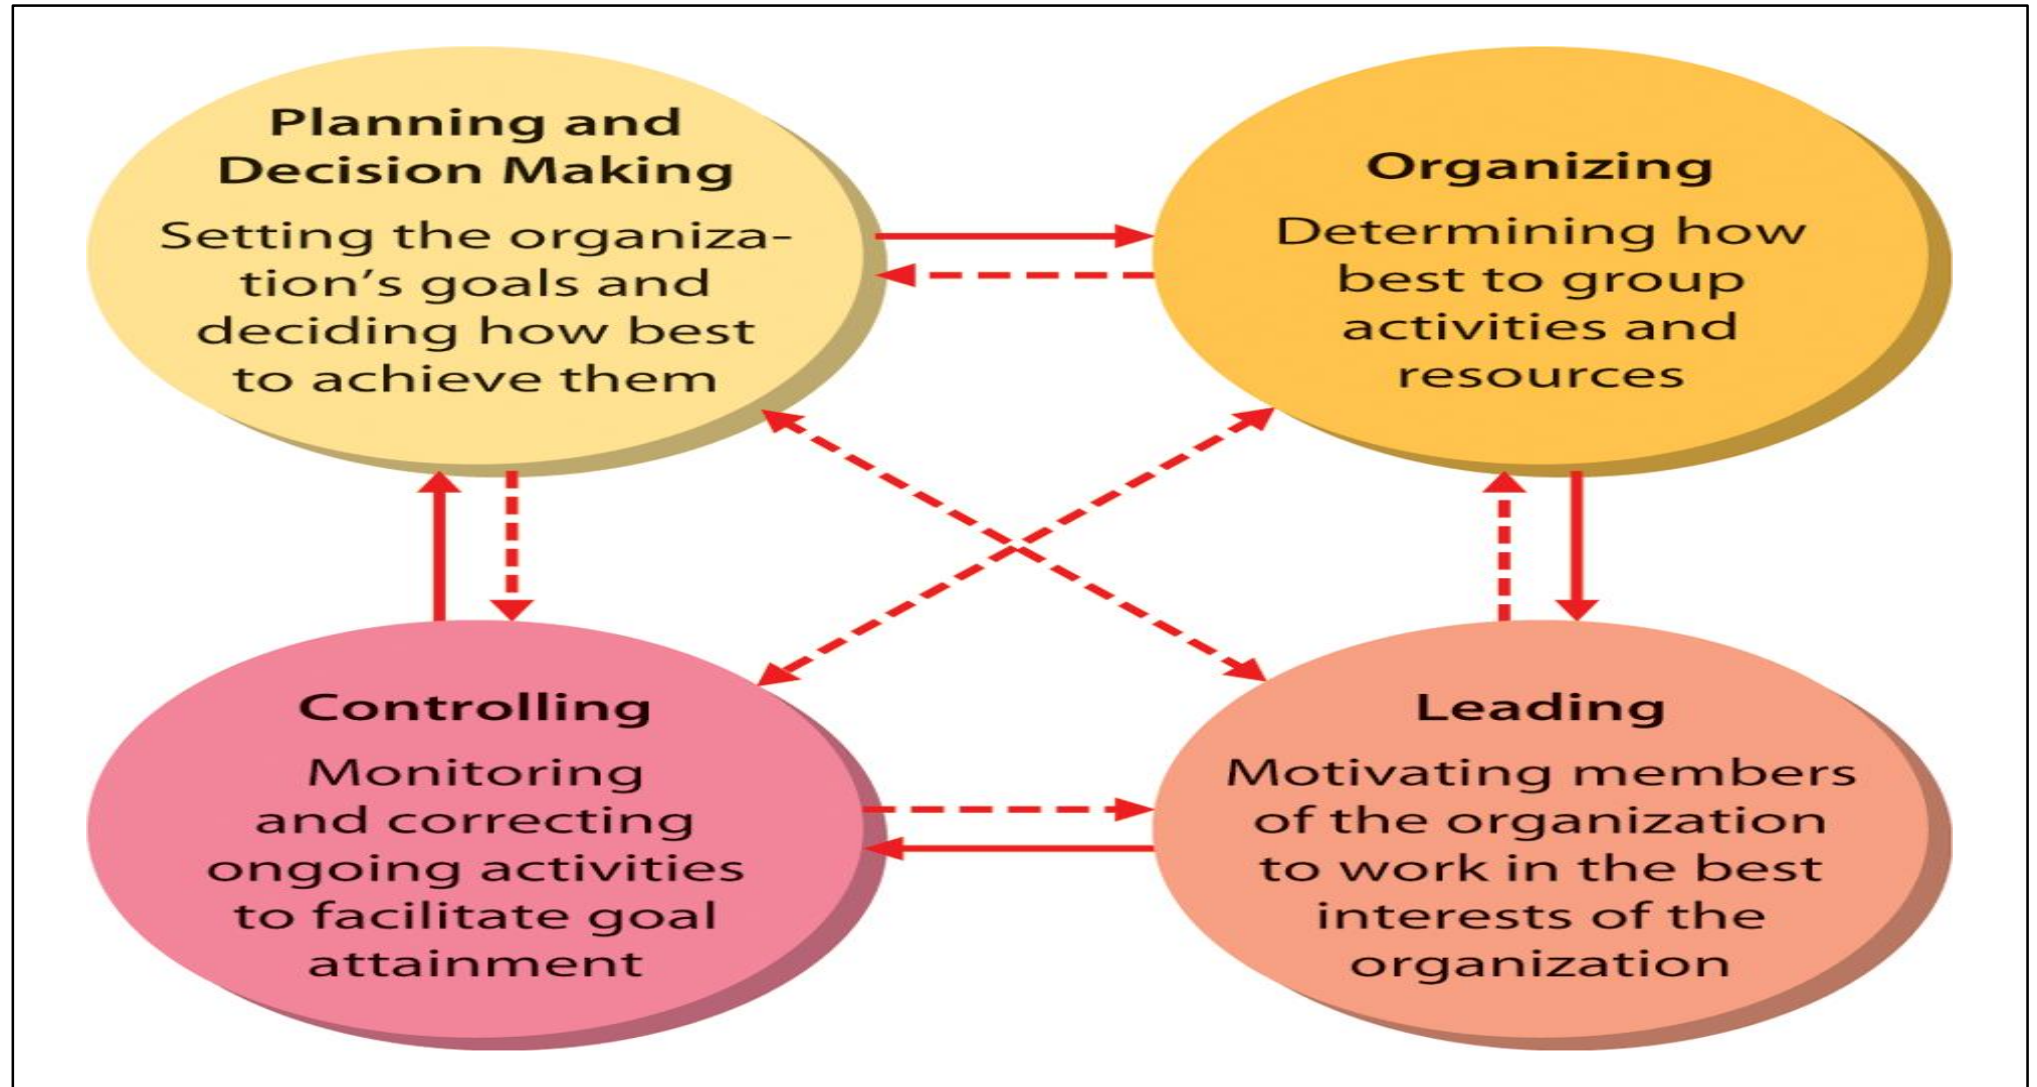 Planning and
Decision Making
Setting the organiza-
tion's goals and
deciding how best
to achieve them
Organizing
Determining how
best to group
activities and
resources
Controlling
Monitoring
and correcting
ongoing activities
to facilitate goal
attainment
Leading
Motivating members
of the organization
to work in the best
interests of the
organization